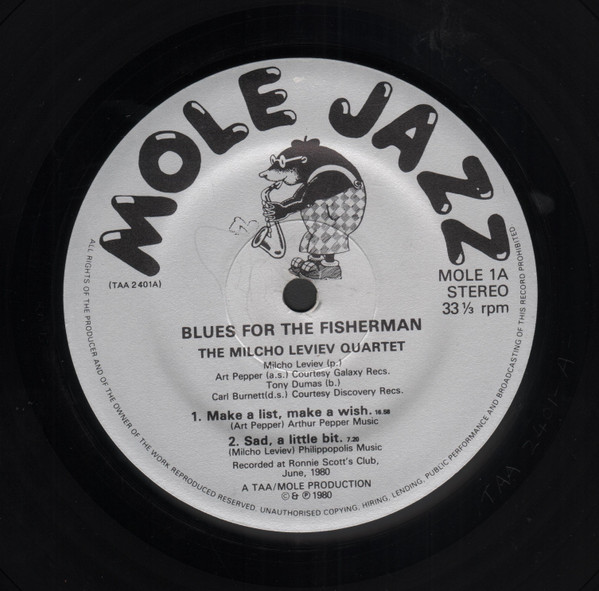 MOLE JAZZ
(TAA 2401A)
MOLE 1A
STEREO
33 ⅓ rpm
BLUES FOR THE FISHERMAN
THE MILCHO LEVIEV QUARTET
Milcho Leviev (p.)
Art Pepper (a.s.) Courtesy Galaxy Recs.
Tony Dumas (b.)
Carl Burnett(d.s.) Courtesy Discovery Recs.
1. Make a list, make a wish. 16.58
(Art Pepper) Arthur Pepper Music
2. Sad, a little bit. 7.20
(Milcho Leviev) Philippopolis Music
Recorded at Ronnie Scott's Club,
June, 1980
A TAA/MOLE PRODUCTION
© & ℗ 1980
ALL RIGHTS OF THE PRODUCER AND OF THE OWNER OF THE WORK REPRODUCED RESERVED. UNAUTHORISED COPYING, HIRING, LENDING, PUBLIC PERFORMANCE AND BROADCASTING OF THIS RECORD PROHIBITED